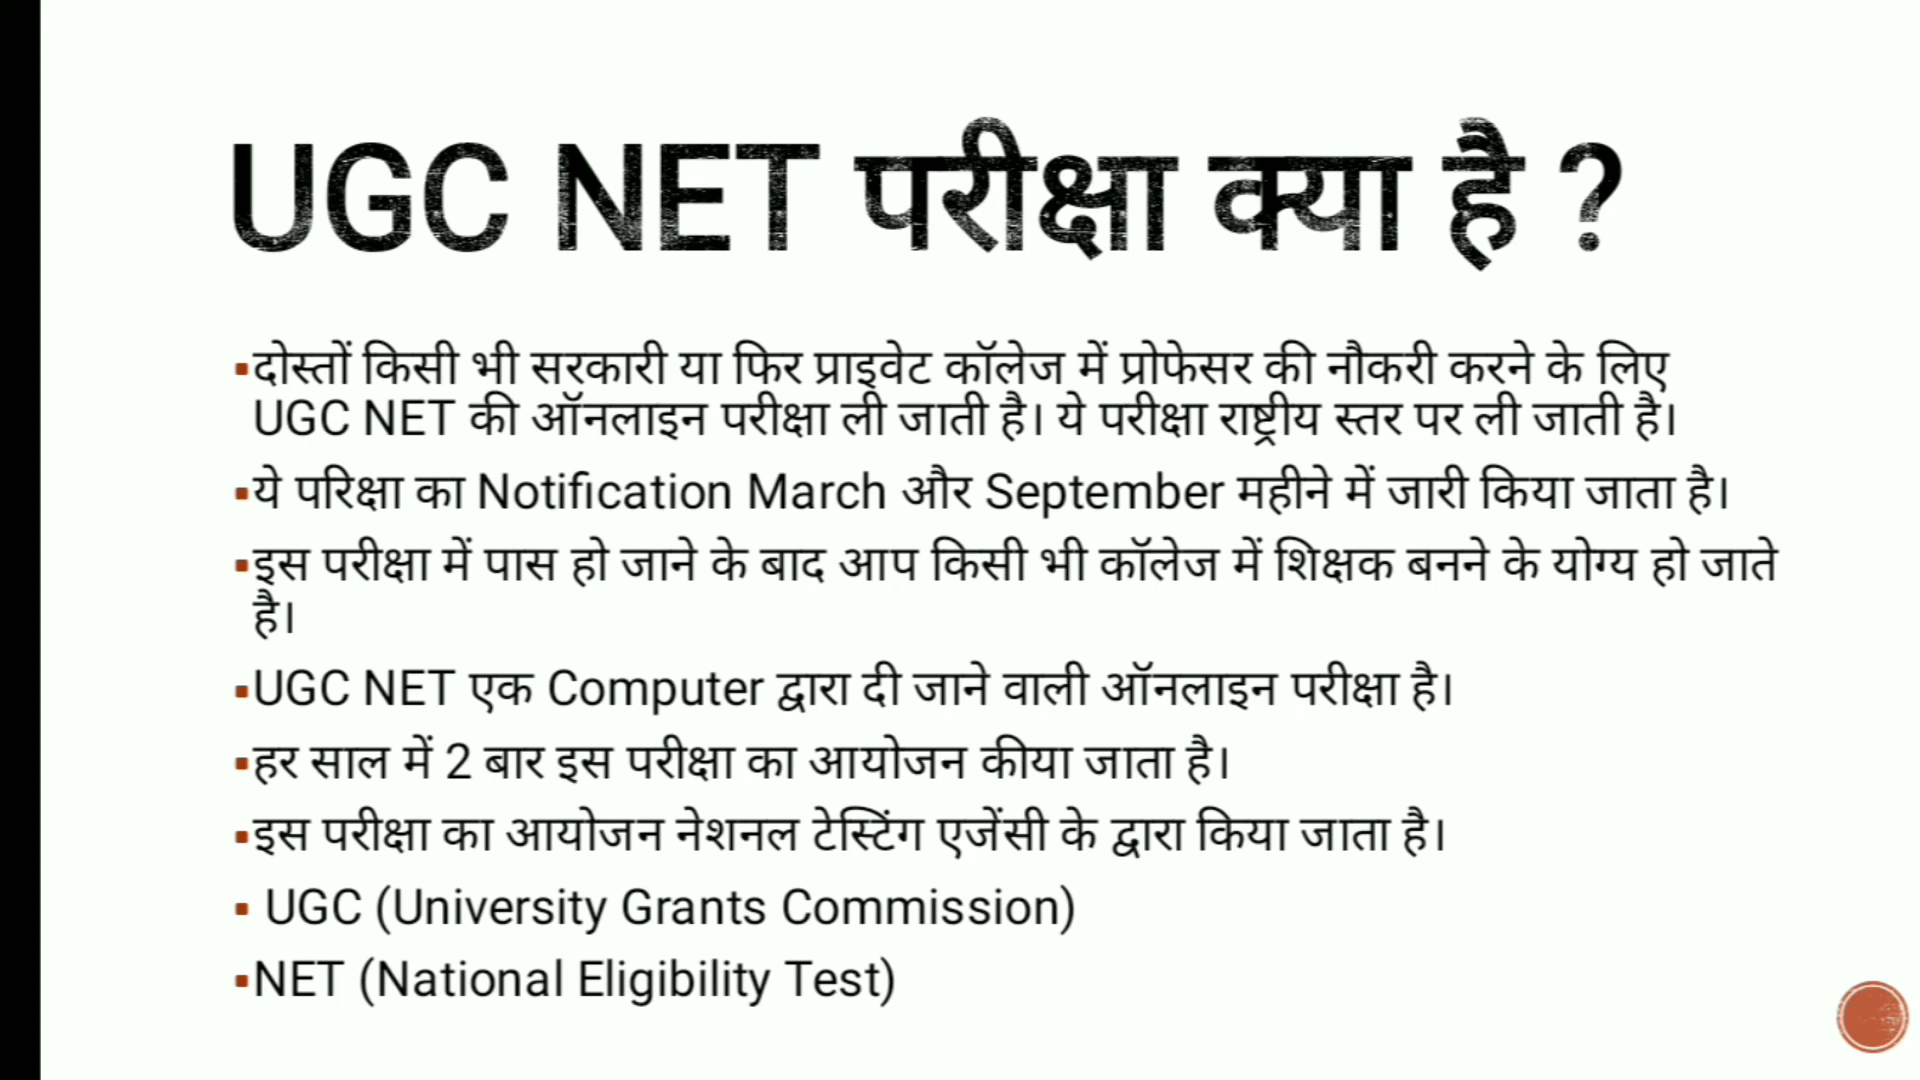 UGC NET परीक्षा क्या है ?
▪दोस्तों किसी भी सरकारी या फिर प्राइवेट कॉलेज में प्रोफेसर की नौकरी करने के लिए
UGC NET की ऑनलाइन परीक्षा ली जाती है। ये परीक्षा राष्ट्रीय स्तर पर ली जाती है।
▪ये परिक्षा का Notification March और September महीने में जारी किया जाता है।
▪इस परीक्षा में पास हो जाने के बाद आप किसी भी कॉलेज में शिक्षक बनने के योग्य हो जाते
है।
▪UGC NET एक Computer द्वारा दी जाने वाली ऑनलाइन परीक्षा है।
▪हर साल में 2 बार इस परीक्षा का आयोजन कीया जाता है।
▪इस परीक्षा का आयोजन नेशनल टेस्टिंग एजेंसी के द्वारा किया जाता है।
▪ UGC (University Grants Commission)
▪NET (National Eligibility Test)